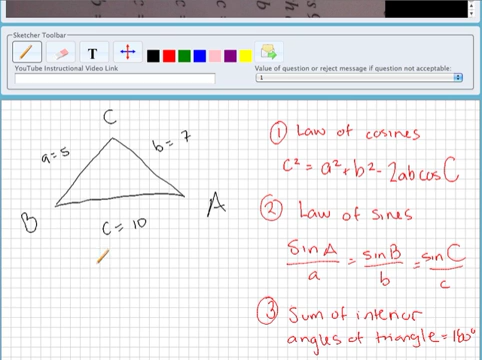 Sketcher Toolbar
T
YouTube Instructional Video Link
Value of question or reject message if question not acceptable:
1
C
a = 5
b = 7
B
A
C = 10
① Law of cosines
C² = a² + b² - 2ab cos C
② Law of sines
Sin A / a = sin B / b = sin C / c
③ Sum of interior
angles of triangle = 180°